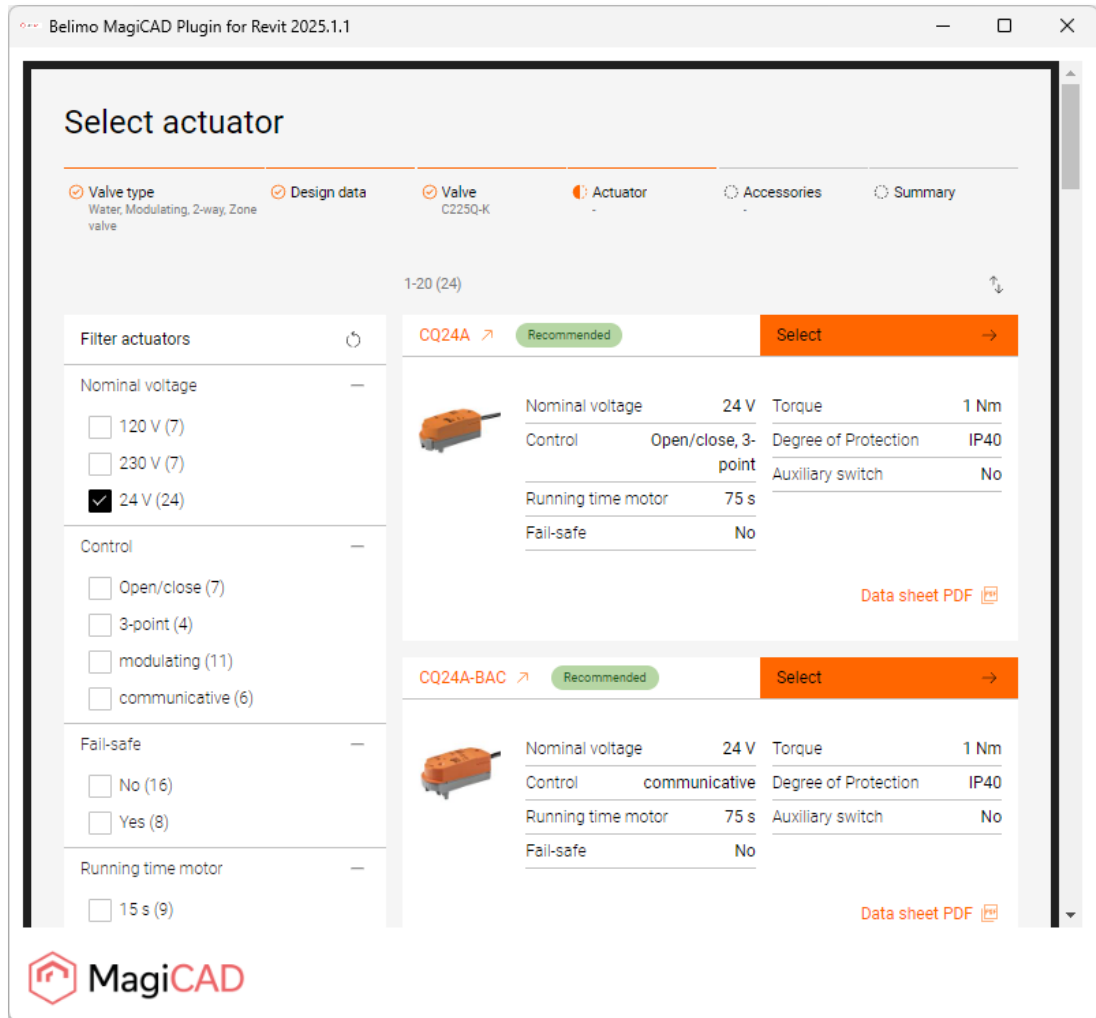 Belimo MagiCAD Plugin for Revit 2025.1.1
Select actuator
Valve type
Water, Modulating, 2-way, Zone
valve
Design data
Valve
C225Q-K
Actuator
-
Accessories
-
Summary
1-20 (24)
Filter actuators
Nominal voltage
120 V (7)
230 V (7)
24 V (24)
Control
Open/close (7)
3-point (4)
modulating (11)
communicative (6)
Fail-safe
No (16)
Yes (8)
Running time motor
15 s (9)
CQ24A
Recommended
Select
Nominal voltage 24 V
Control Open/close, 3-
point
Running time motor 75 s
Fail-safe No
Torque 1 Nm
Degree of Protection IP40
Auxiliary switch No
Data sheet PDF
CQ24A-BAC
Recommended
Select
Nominal voltage 24 V
Control communicative
Running time motor 75 s
Fail-safe No
Torque 1 Nm
Degree of Protection IP40
Auxiliary switch No
Data sheet PDF
MagiCAD